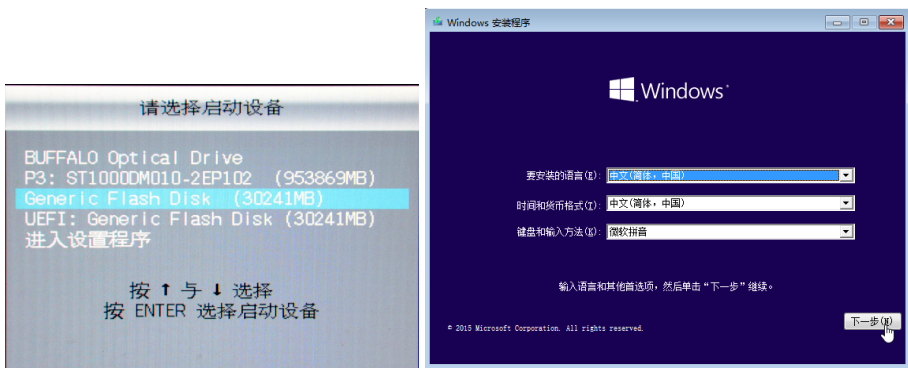 请选择启动设备
BUFFALO Optical Drive
P3: ST1000DM010-2EP102 (953869MB)
Generic Flash Disk (30241MB)
UEFI: Generic Flash Disk (30241MB)
进入设置程序
按 ↑ 与 ↓ 选择
按 ENTER 选择启动设备
Windows 安装程序
Windows
要安装的语言(E): 中文(简体，中国)
时间和货币格式(T): 中文(简体，中国)
键盘和输入方法(K): 微软拼音
输入语言和其他首选项，然后单击“下一步”继续。
© 2015 Microsoft Corporation. All rights reserved.
下一步(N)